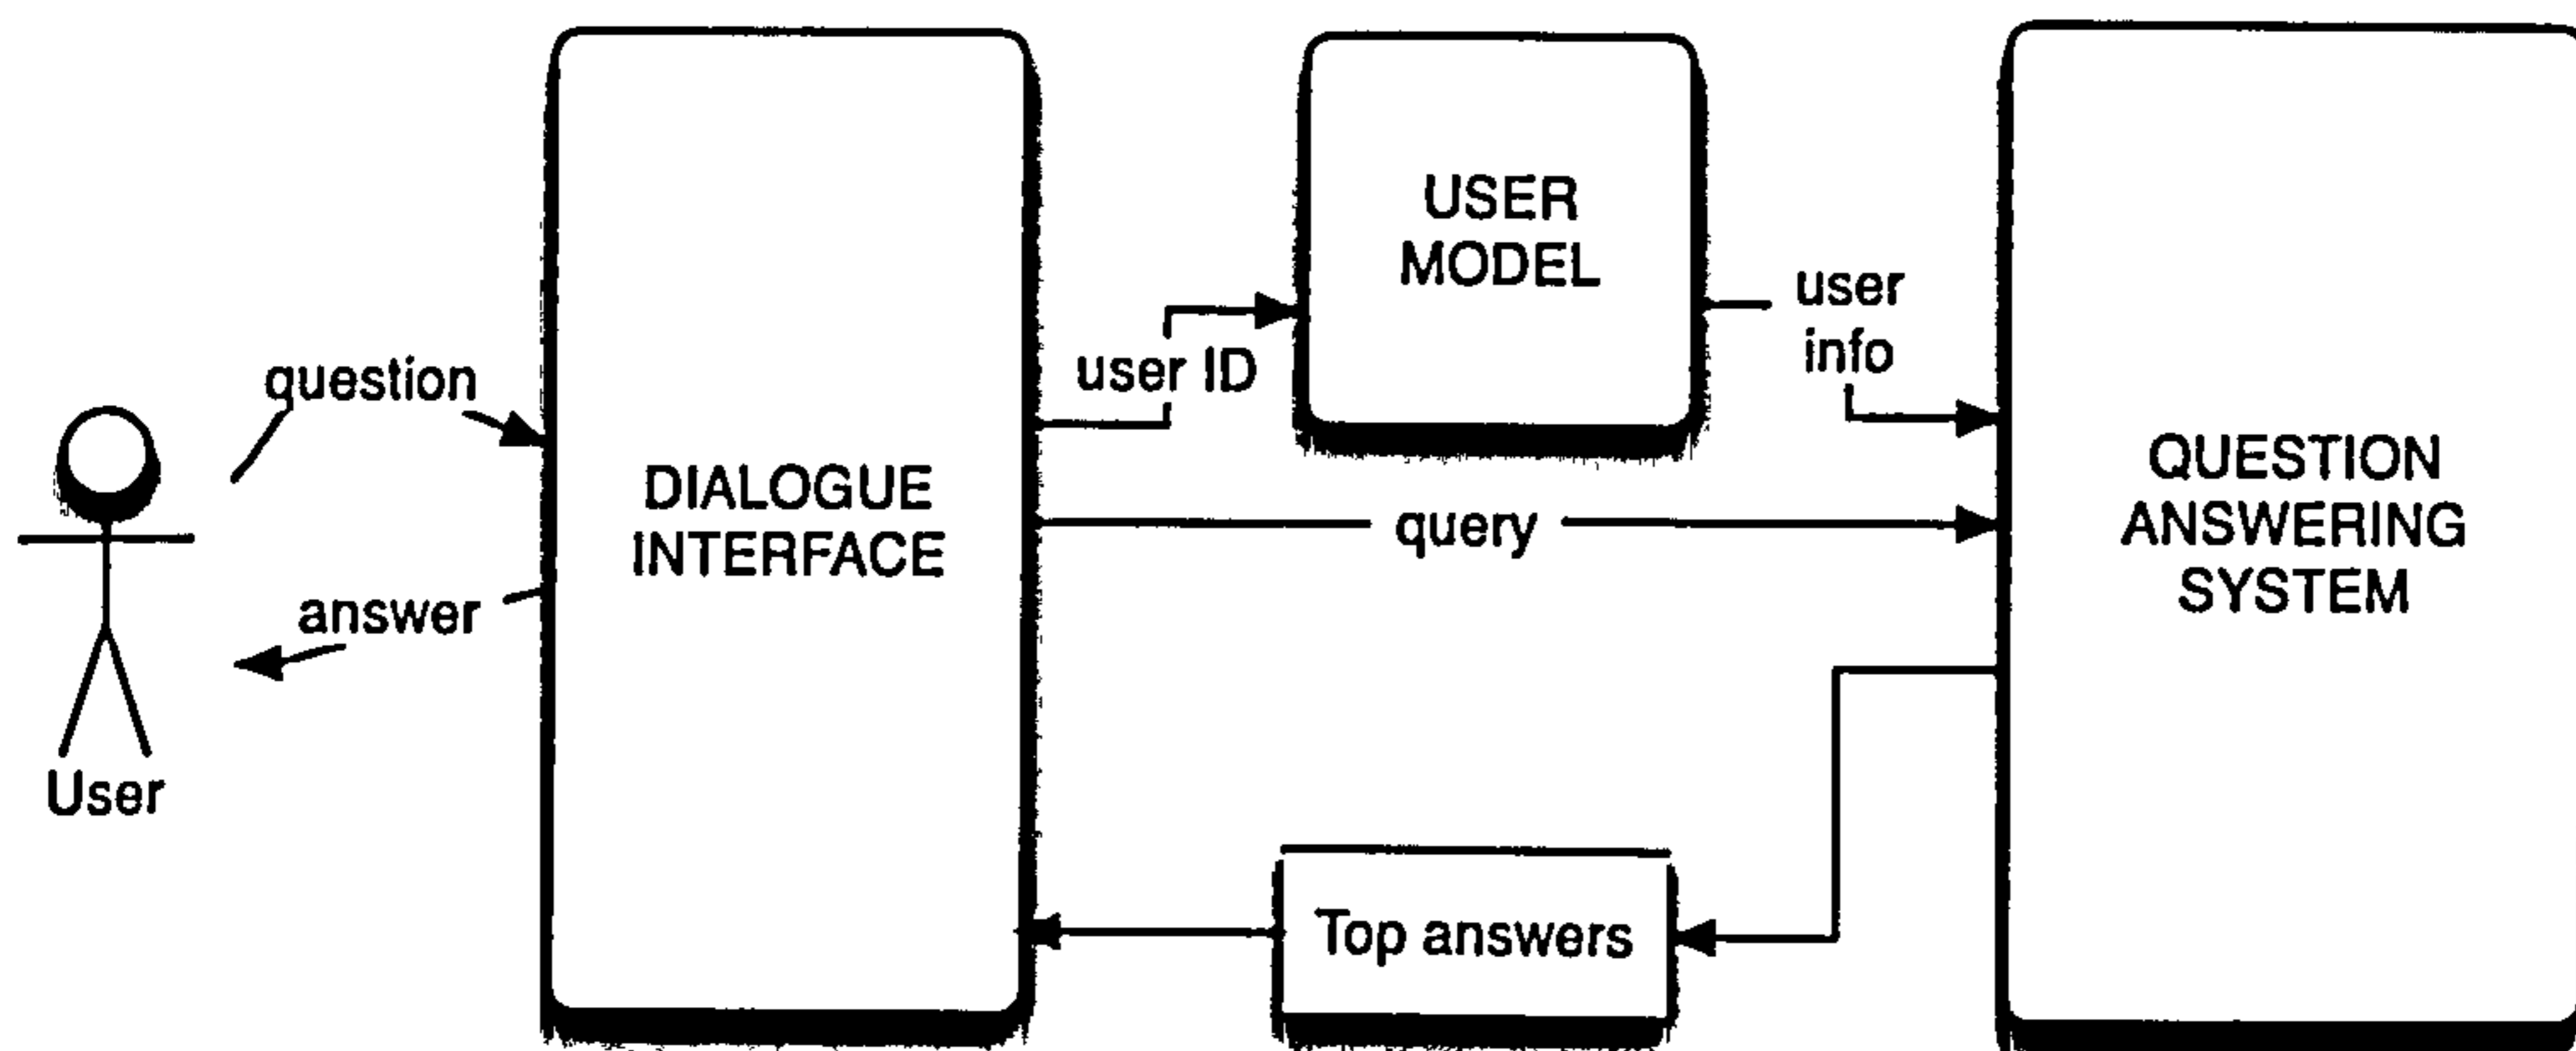 question
answer
User
DIALOGUE
INTERFACE
user ID
USER
MODEL
user
info
query
Top answers
QUESTION
ANSWERING
SYSTEM